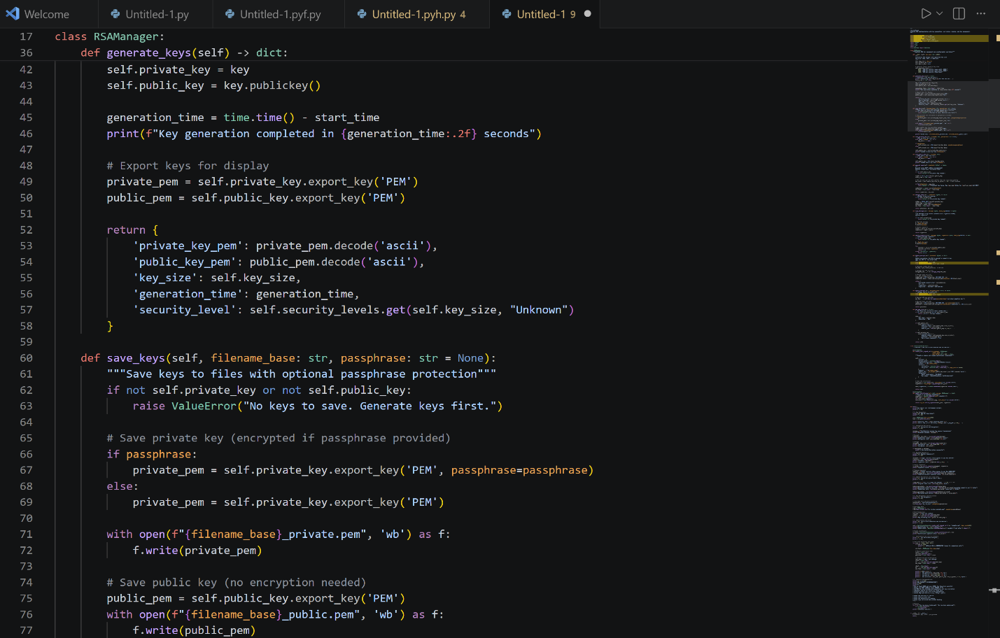 Welcome
Untitled-1.py
Untitled-1.pyf.py
Untitled-1.pyh.py 4
Untitled-1 9
17 class RSAManager:
36 def generate_keys(self) -> dict:
42 self.private_key = key
43 self.public_key = key.publickey()
44
45 generation_time = time.time() - start_time
46 print(f"Key generation completed in {generation_time:.2f} seconds")
47
48 # Export keys for display
49 private_pem = self.private_key.export_key('PEM')
50 public_pem = self.public_key.export_key('PEM')
51
52 return {
53 'private_key_pem': private_pem.decode('ascii'),
54 'public_key_pem': public_pem.decode('ascii'),
55 'key_size': self.key_size,
56 'generation_time': generation_time,
57 'security_level': self.security_levels.get(self.key_size, "Unknown")
58 }
59
60 def save_keys(self, filename_base: str, passphrase: str = None):
61 """Save keys to files with optional passphrase protection"""
62 if not self.private_key or not self.public_key:
63 raise ValueError("No keys to save. Generate keys first.")
64
65 # Save private key (encrypted if passphrase provided)
66 if passphrase:
67 private_pem = self.private_key.export_key('PEM', passphrase=passphrase)
68 else:
69 private_pem = self.private_key.export_key('PEM')
70
71 with open(f"{filename_base}_private.pem", 'wb') as f:
72 f.write(private_pem)
73
74 # Save public key (no encryption needed)
75 public_pem = self.public_key.export_key('PEM')
76 with open(f"{filename_base}_public.pem", 'wb') as f:
77 f.write(public_pem)